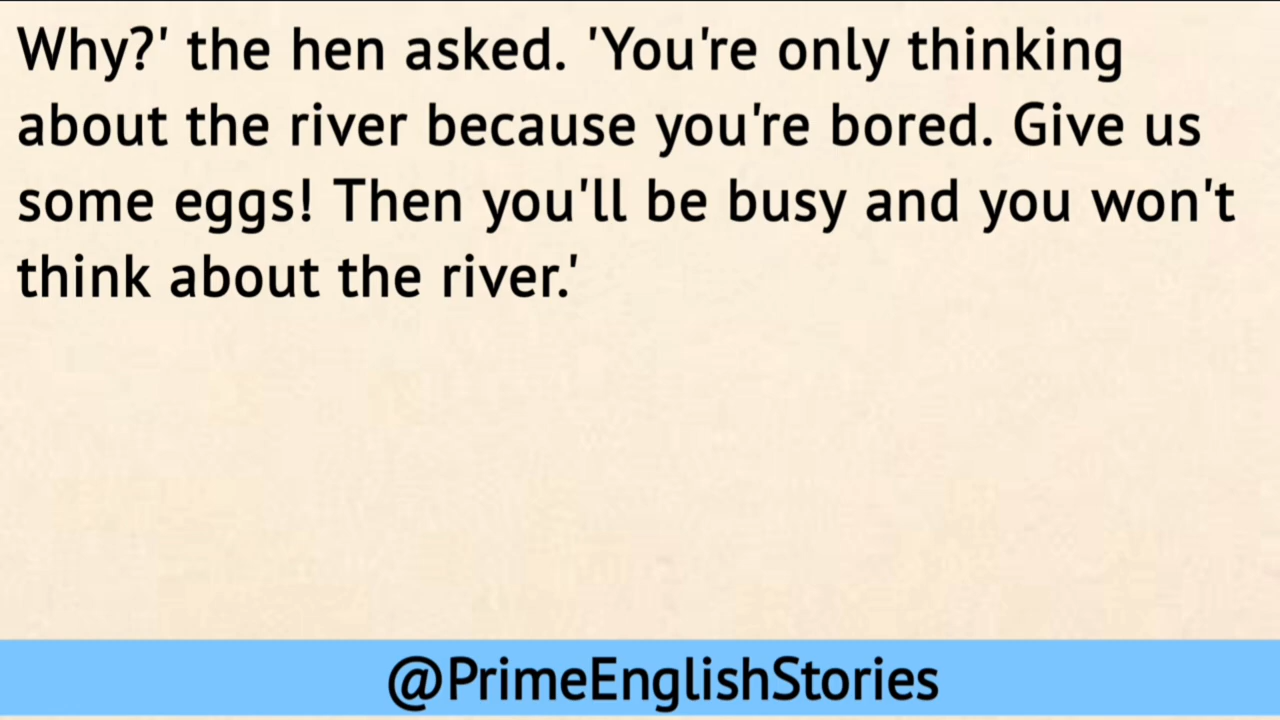 Why?' the hen asked. 'You're only thinking
about the river because you're bored. Give us
some eggs! Then you'll be busy and you won't
think about the river.'
@PrimeEnglishStories